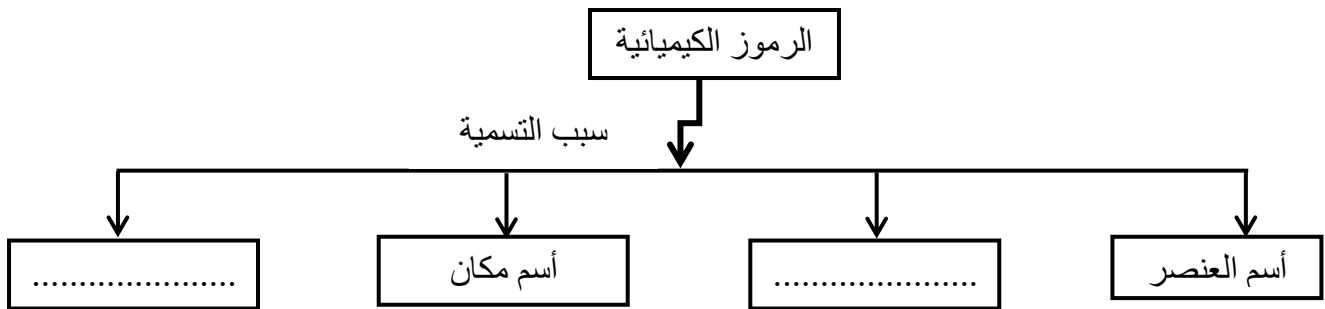 الرموز الكيميائية
سبب التسمية
أسم العنصر
......................
أسم مكان
......................